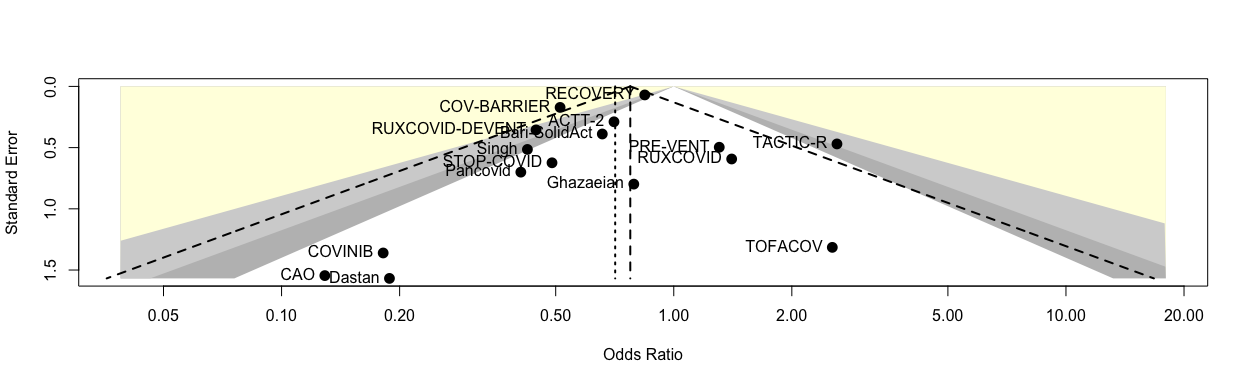 0.0
0.5
1.0
1.5
Standard Error
RECOVERY
COV-BARRIER
ACTT-2
RUXCOVID-DEVENT
Bari-SolidAct
TACTIC-R
PRE-VENT
Singh
RUXCOVID
STOP-COVID
Pancovid
Ghazaeian
TOFACOV
COVINIB
CAO
Dastan
0.05 0.10 0.20 0.50 1.00 2.00 5.00 10.00 20.00
Odds Ratio